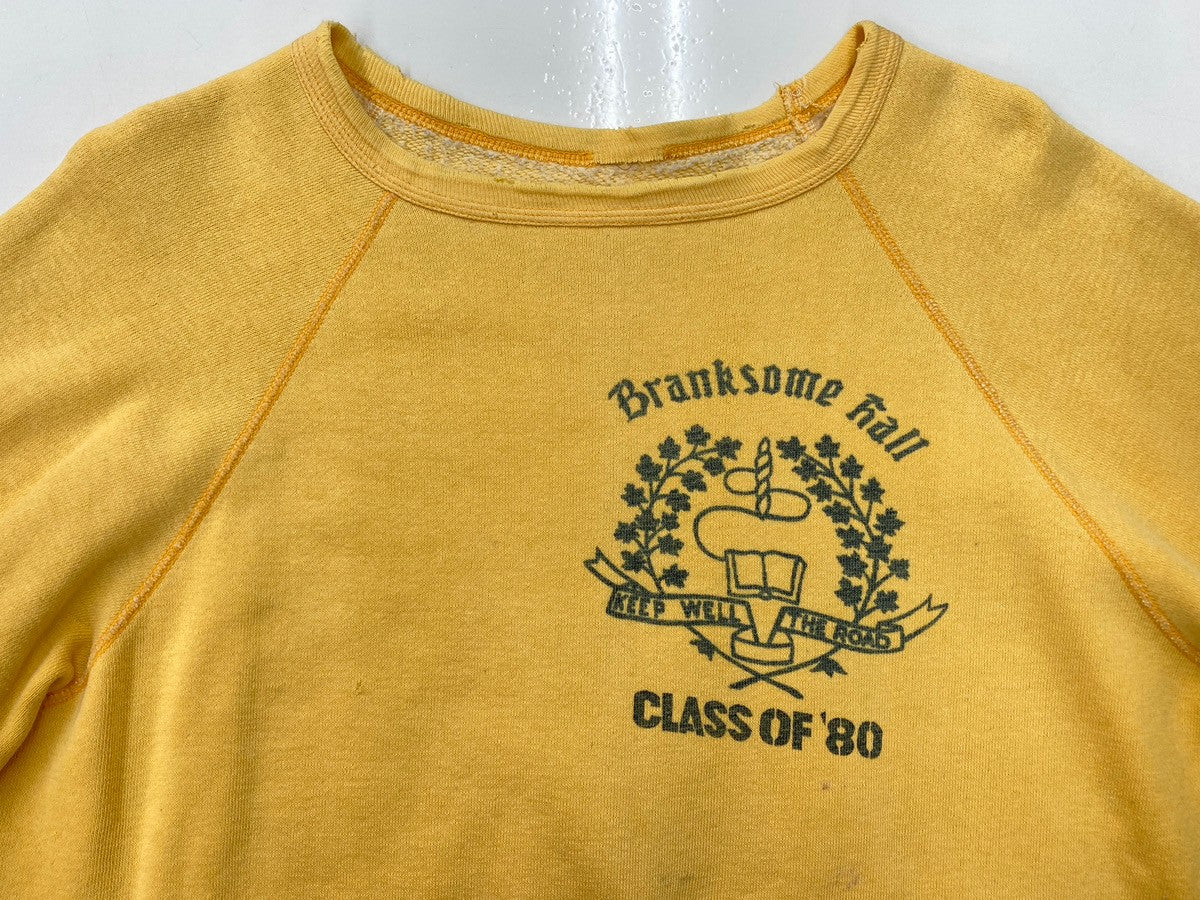 Branksome Hall
KEEP WELL THE ROAD
CLASS OF '80